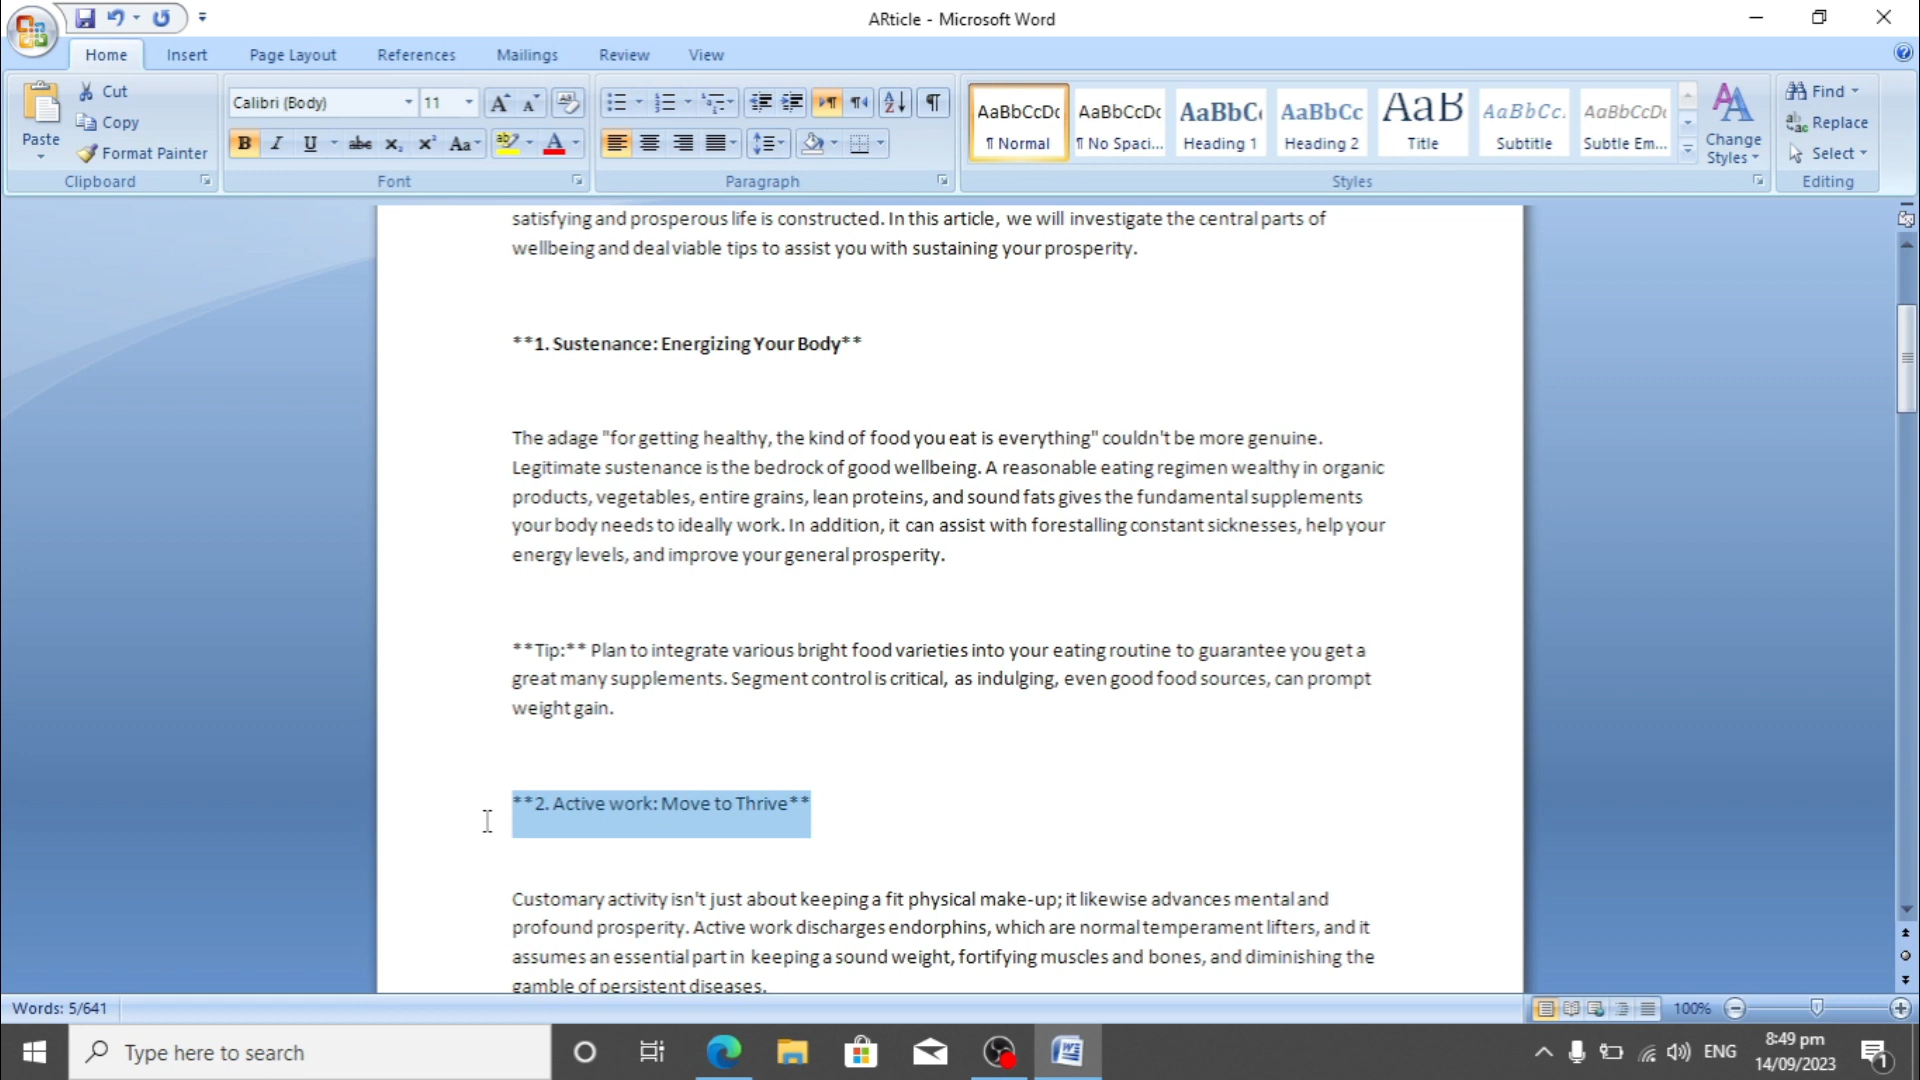 ARticle - Microsoft Word
Home Insert Page Layout References Mailings Review View
Paste
Cut
Copy
Format Painter
Clipboard
Calibri (Body) 11
Font
Paragraph
AaBbCcDc AaBbCcDc AaBbC AaBbCc AaB AaBbCc. AaBbCcDc
¶ Normal ¶ No Spaci... Heading 1 Heading 2 Title Subtitle Subtle Em...
Change Styles
Styles
Find
Replace
Select
Editing
satisfying and prosperous life is constructed. In this article, we will investigate the central parts of
wellbeing and deal viable tips to assist you with sustaining your prosperity.
**1. Sustenance: Energizing Your Body**
The adage "for getting healthy, the kind of food you eat is everything" couldn't be more genuine.
Legitimate sustenance is the bedrock of good wellbeing. A reasonable eating regimen wealthy in organic
products, vegetables, entire grains, lean proteins, and sound fats gives the fundamental supplements
your body needs to ideally work. In addition, it can assist with forestalling constant sicknesses, help your
energy levels, and improve your general prosperity.
**Tip:** Plan to integrate various bright food varieties into your eating routine to guarantee you get a
great many supplements. Segment control is critical, as indulging, even good food sources, can prompt
weight gain.
**2. Active work: Move to Thrive**
Customary activity isn't just about keeping a fit physical make-up; it likewise advances mental and
profound prosperity. Active work discharges endorphins, which are normal temperament lifters, and it
assumes an essential part in keeping a sound weight, fortifying muscles and bones, and diminishing the
gamble of persistent diseases.
Words: 5/641
100%
Type here to search
ENG
8:49 pm
14/09/2023
1